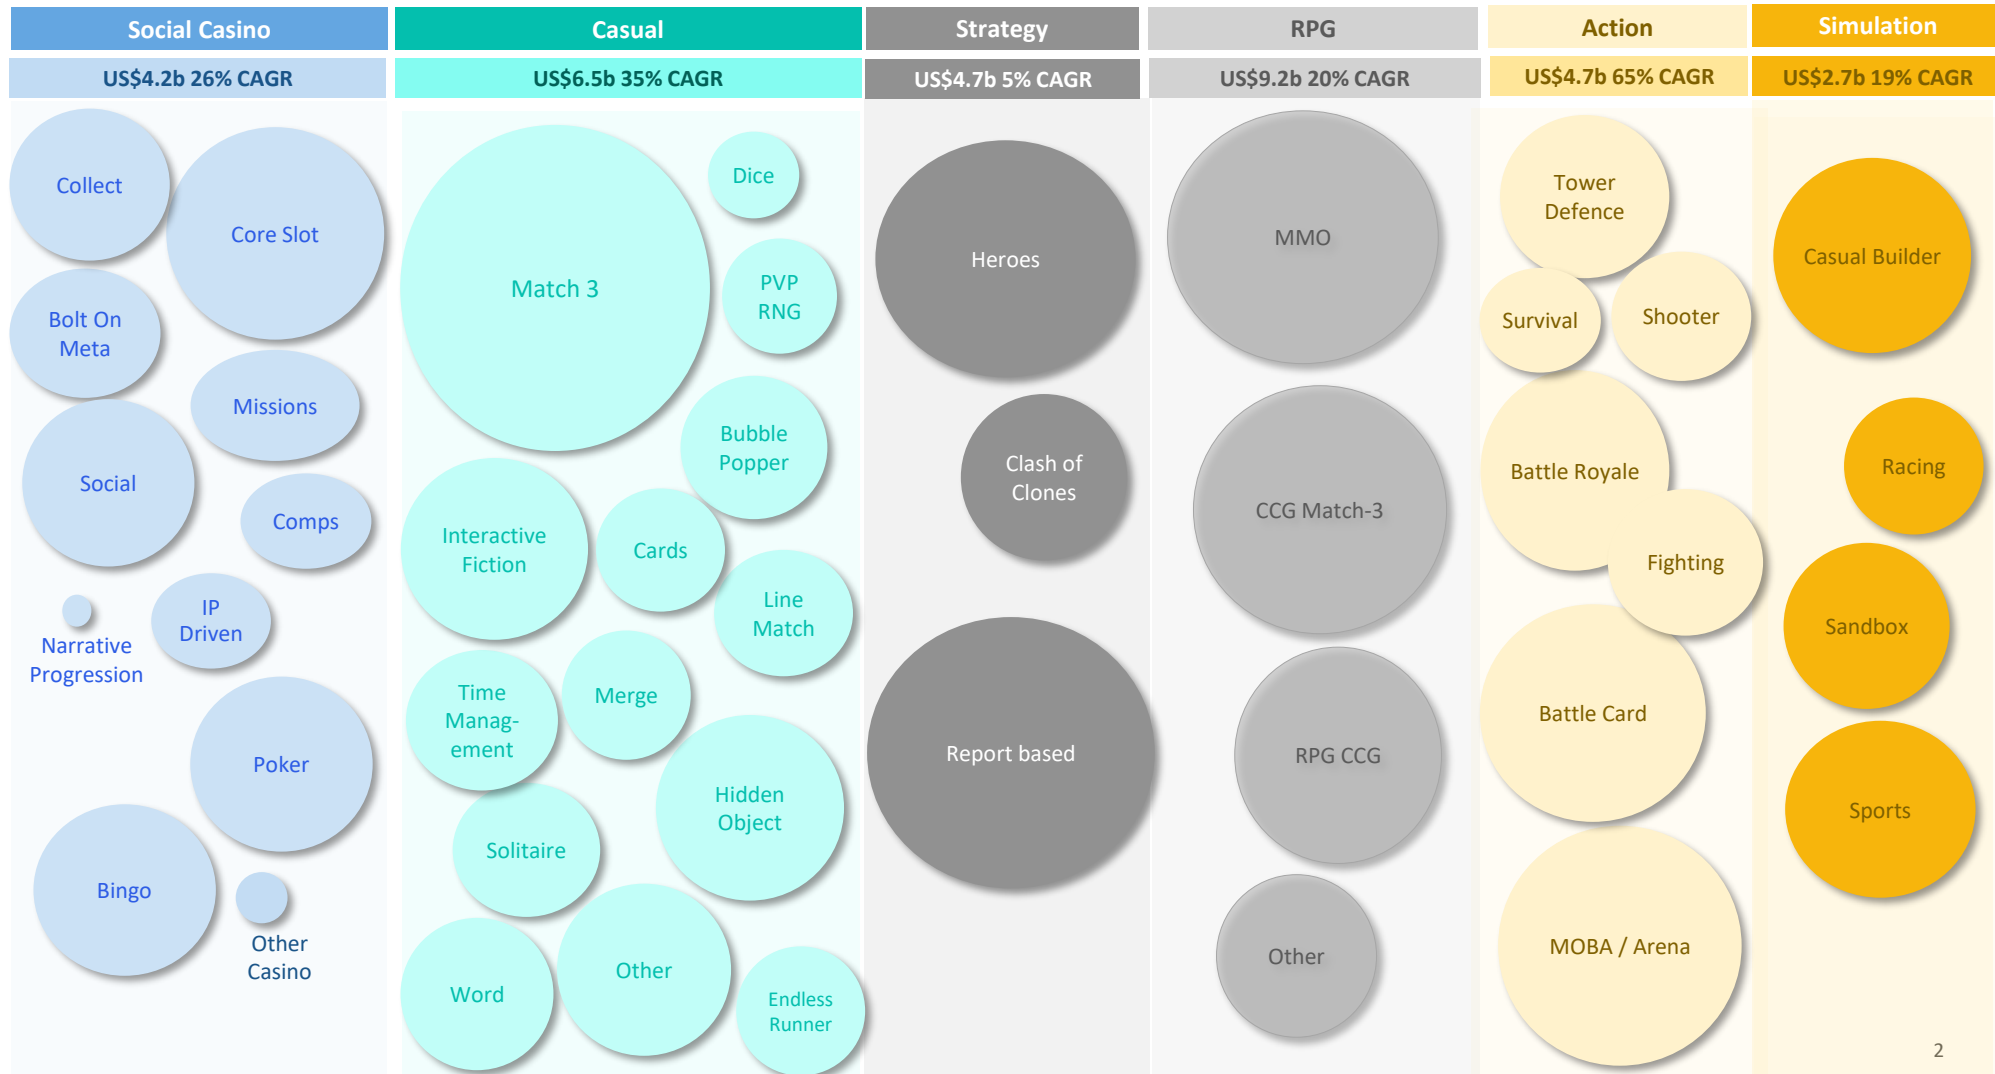 Social Casino
Casual
Strategy
RPG
Action
Simulation
US$4.2b 26% CAGR
US$6.5b 35% CAGR
US$4.7b 5% CAGR
US$9.2b 20% CAGR
US$4.7b 65% CAGR
US$2.7b 19% CAGR
Collect
Core Slot
Bolt On
Meta
Missions
Social
Comps
IP
Driven
Narrative
Progression
Poker
Bingo
Other
Casino
Match 3
Dice
PVP
RNG
Bubble
Popper
Interactive
Fiction
Cards
Line
Match
Time
Manag-
ement
Merge
Hidden
Object
Solitaire
Word
Other
Endless
Runner
Heroes
Clash of
Clones
Report based
MMO
CCG Match-3
RPG CCG
Other
Tower
Defence
Survival
Shooter
Battle Royale
Fighting
Battle Card
MOBA / Arena
Casual Builder
Racing
Sandbox
Sports
2